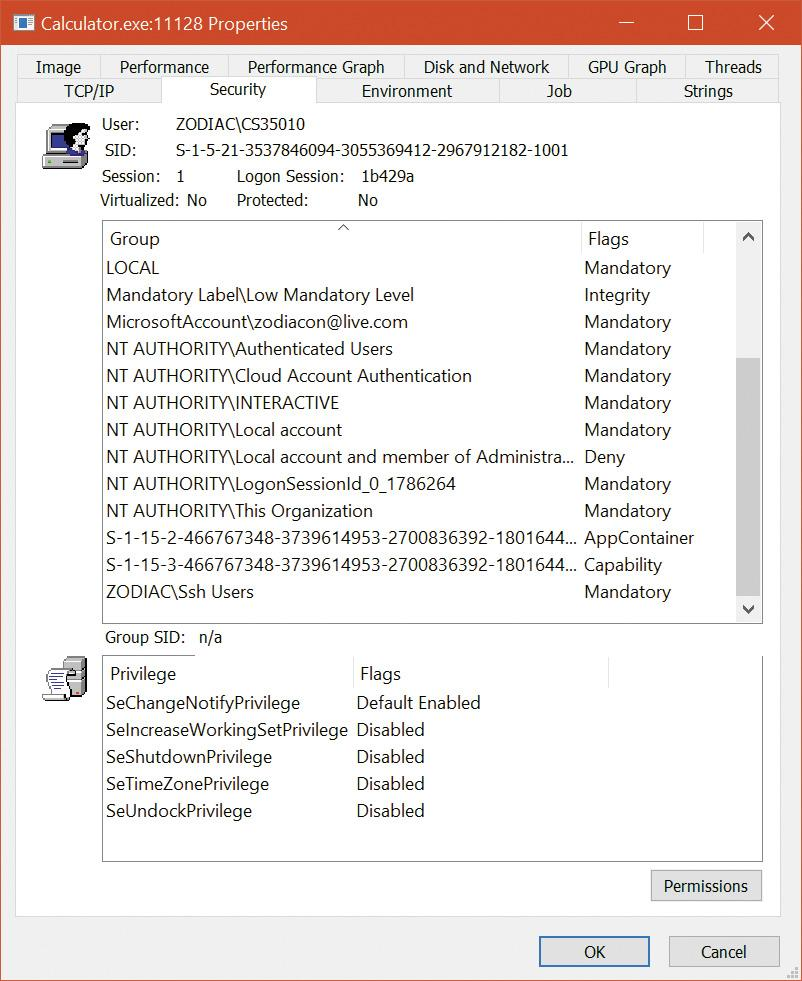 Calculator.exe:11128 Properties
Image Performance Performance Graph Disk and Network GPU Graph Threads
TCP/IP Security Environment Job Strings
User: ZODIAC\CS35010
SID: S-1-5-21-3537846094-3055369412-2967912182-1001
Session: 1 Logon Session: 1b429a
Virtualized: No Protected: No
Group Flags
LOCAL Mandatory
Mandatory Label\Low Mandatory Level Integrity
MicrosoftAccount\zodiacon@live.com Mandatory
NT AUTHORITY\Authenticated Users Mandatory
NT AUTHORITY\Cloud Account Authentication Mandatory
NT AUTHORITY\INTERACTIVE Mandatory
NT AUTHORITY\Local account Mandatory
NT AUTHORITY\Local account and member of Administra... Deny
NT AUTHORITY\LogonSessionId_0_1786264 Mandatory
NT AUTHORITY\This Organization Mandatory
S-1-15-2-466767348-3739614953-2700836392-1801644... AppContainer
S-1-15-3-466767348-3739614953-2700836392-1801644... Capability
ZODIAC\Ssh Users Mandatory
Group SID: n/a
Privilege Flags
SeChangeNotifyPrivilege Default Enabled
SeIncreaseWorkingSetPrivilege Disabled
SeShutdownPrivilege Disabled
SeTimeZonePrivilege Disabled
SeUndockPrivilege Disabled
Permissions
OK Cancel